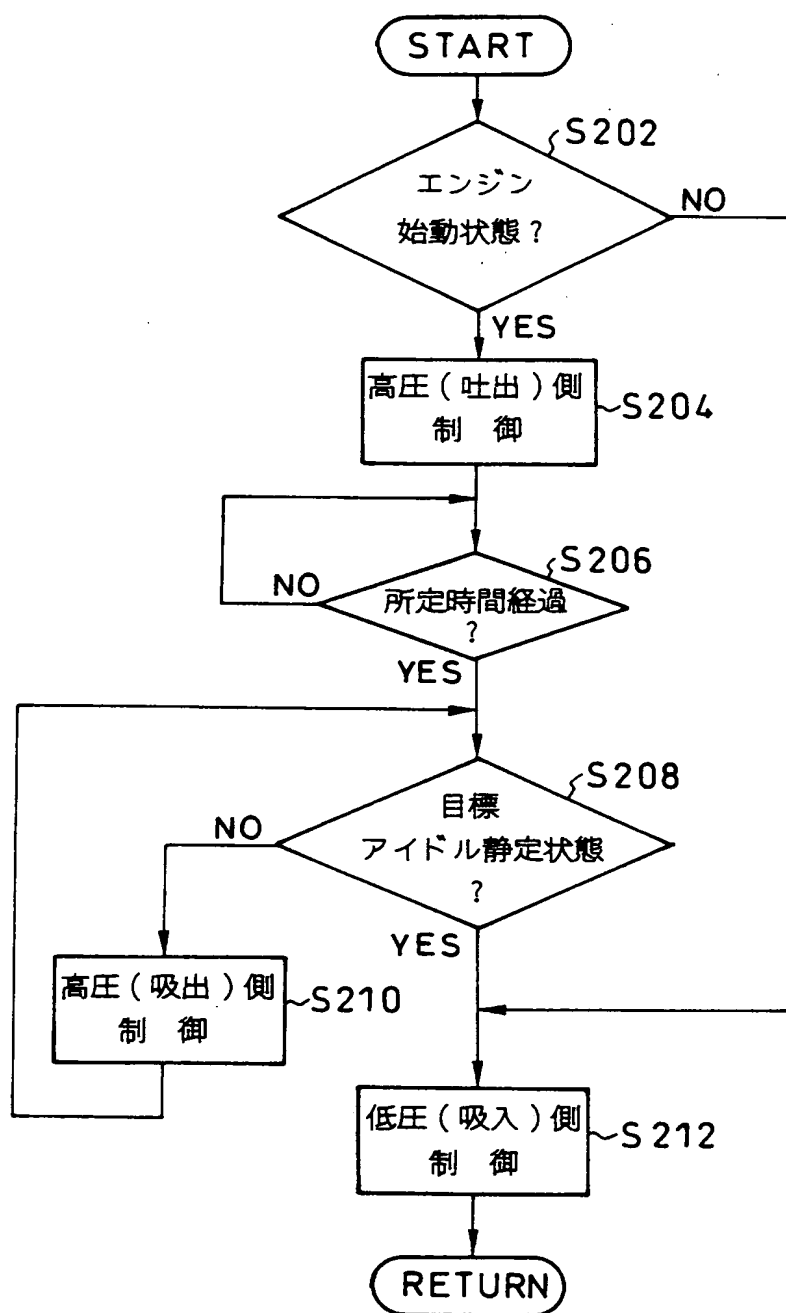 START
S202
エンジン
始動状態?
NO
YES
高圧(吐出)側
制 御
S204
S206
NO
所定時間経過
?
YES
S208
目標
NO
アイドル静定状態
?
YES
高圧(吸出)側
制 御
S210
低圧(吸入)側
制 御
S212
RETURN